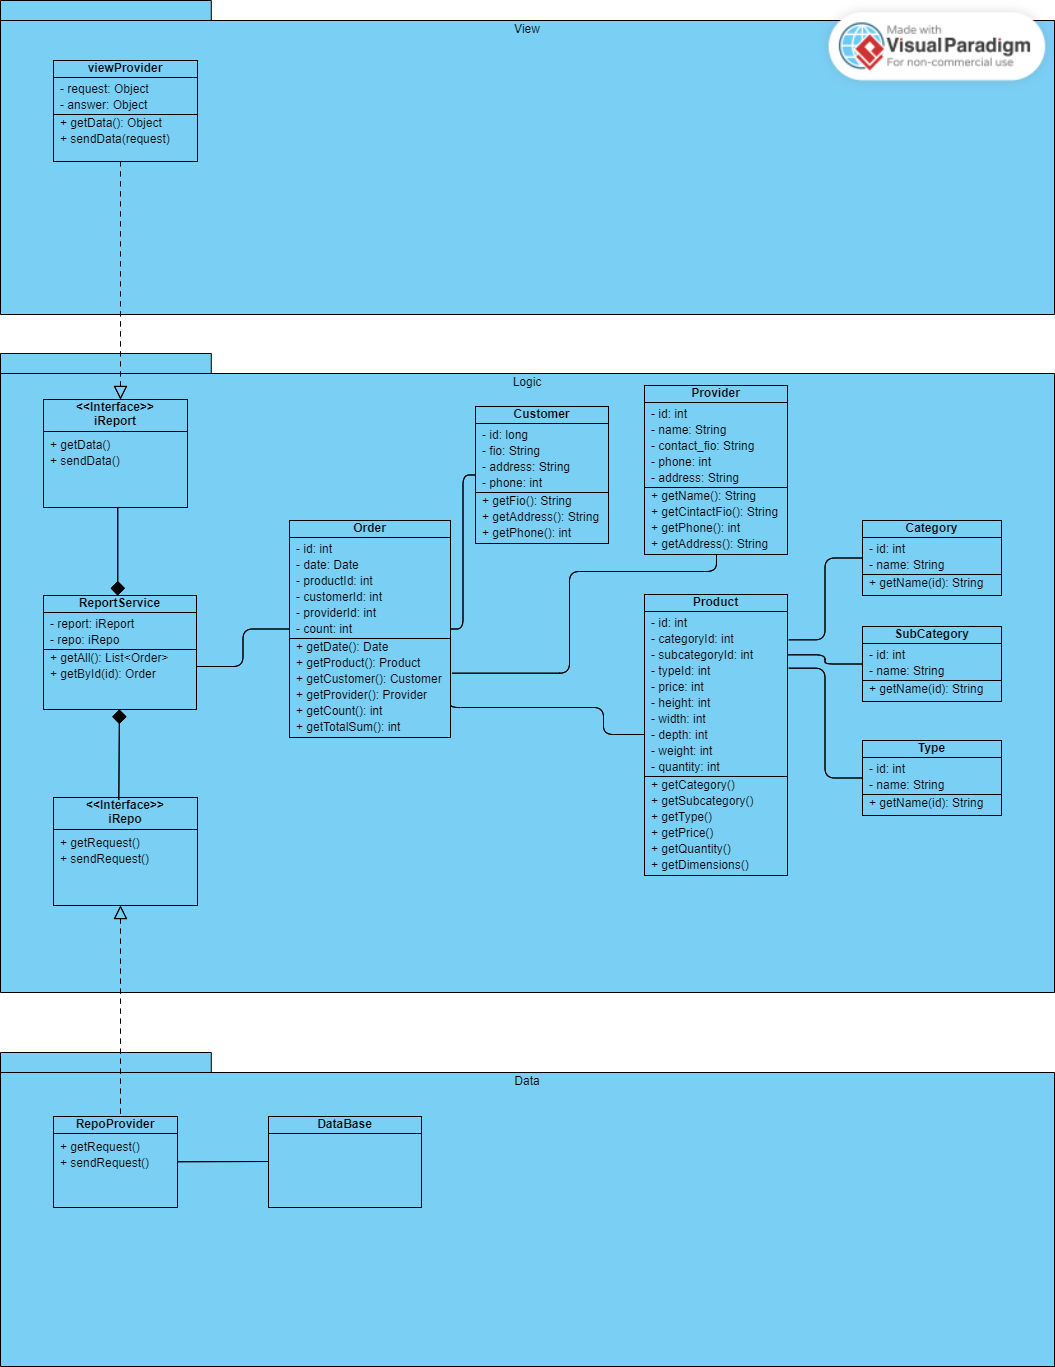 View
Made with
Visual Paradigm
For non-commercial use
viewProvider
- request: Object
- answer: Object
+ getData(): Object
+ sendData(request)
Logic
<<Interface>>
iReport
+ getData()
+ sendData()
Customer
- id: long
- fio: String
- address: String
- phone: int
+ getFio(): String
+ getAddress(): String
+ getPhone(): int
Provider
- id: int
- name: String
- contact_fio: String
- phone: int
- address: String
+ getName(): String
+ getCintactFio(): String
+ getPhone(): int
+ getAddress(): String
Order
- id: int
- date: Date
- productId: int
- customerId: int
- providerId: int
- count: int
+ getDate(): Date
+ getProduct(): Product
+ getCustomer(): Customer
+ getProvider(): Provider
+ getCount(): int
+ getTotalSum(): int
Category
- id: int
- name: String
+ getName(id): String
ReportService
- report: iReport
- repo: iRepo
+ getAll(): List<Order>
+ getById(id): Order
Product
- id: int
- categoryId: int
- subcategoryId: int
- typeId: int
- price: int
- height: int
- width: int
- depth: int
- weight: int
- quantity: int
+ getCategory()
+ getSubcategory()
+ getType()
+ getPrice()
+ getQuantity()
+ getDimensions()
SubCategory
- id: int
- name: String
+ getName(id): String
Type
- id: int
- name: String
+ getName(id): String
<<Interface>>
iRepo
+ getRequest()
+ sendRequest()
Data
RepoProvider
+ getRequest()
+ sendRequest()
DataBase